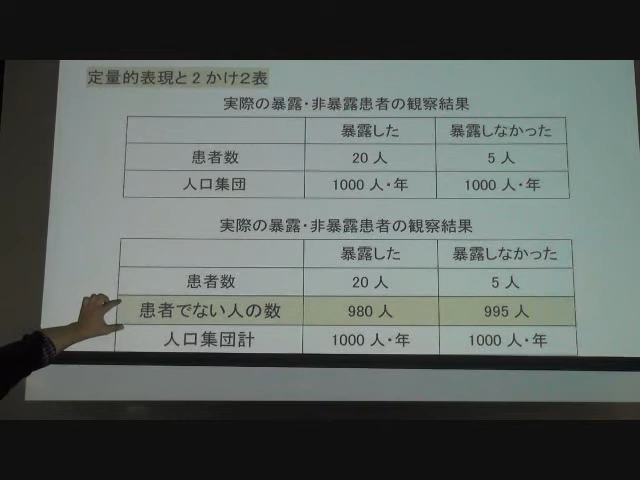 定量的表現と2かけ2表
実際の暴露・非暴露患者の観察結果
暴露した 暴露しなかった
患者数 20 人 5 人
人口集団 1000 人・年 1000 人・年
実際の暴露・非暴露患者の観察結果
暴露した 暴露しなかった
患者数 20 人 5 人
患者でない人の数 980 人 995 人
人口集団計 1000 人・年 1000 人・年